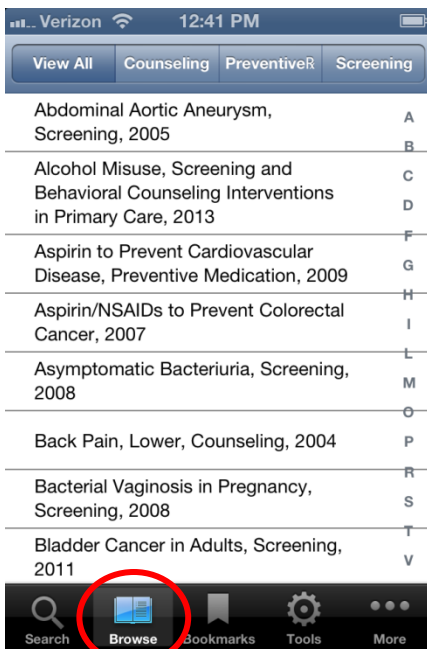 Verizon 12:41 PM
View All Counseling PreventiveR Screening
Abdominal Aortic Aneurysm,
Screening, 2005
Alcohol Misuse, Screening and
Behavioral Counseling Interventions
in Primary Care, 2013
Aspirin to Prevent Cardiovascular
Disease, Preventive Medication, 2009
Aspirin/NSAIDs to Prevent Colorectal
Cancer, 2007
Asymptomatic Bacteriuria, Screening,
2008
Back Pain, Lower, Counseling, 2004
Bacterial Vaginosis in Pregnancy,
Screening, 2008
Bladder Cancer in Adults, Screening,
2011
A
B
C
D
F
G
H
I
L
M
O
P
R
S
T
V
Search Browse Bookmarks Tools More